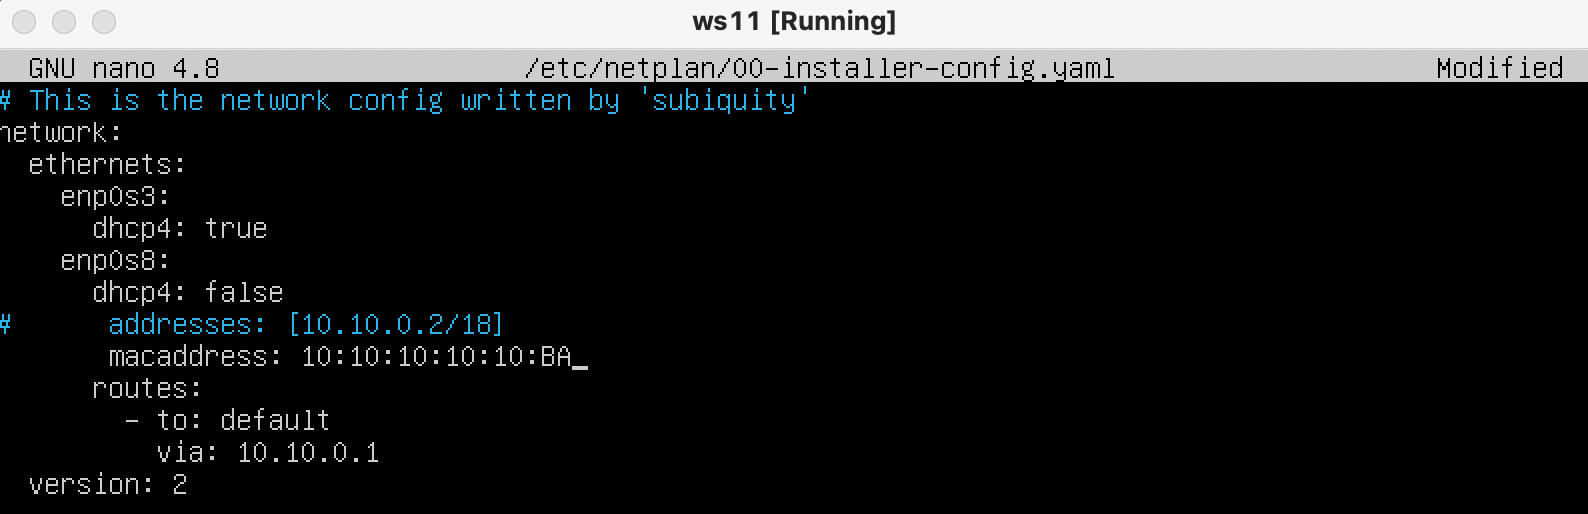 ws11 [Running]
GNU nano 4.8 /etc/netplan/00-installer-config.yaml Modified
# This is the network config written by 'subiquity'
network:
  ethernets:
    enp0s3:
      dhcp4: true
    enp0s8:
      dhcp4: false
#      addresses: [10.10.0.2/18]
       macaddress: 10:10:10:10:10:BA_
      routes:
        - to: default
          via: 10.10.0.1
  version: 2